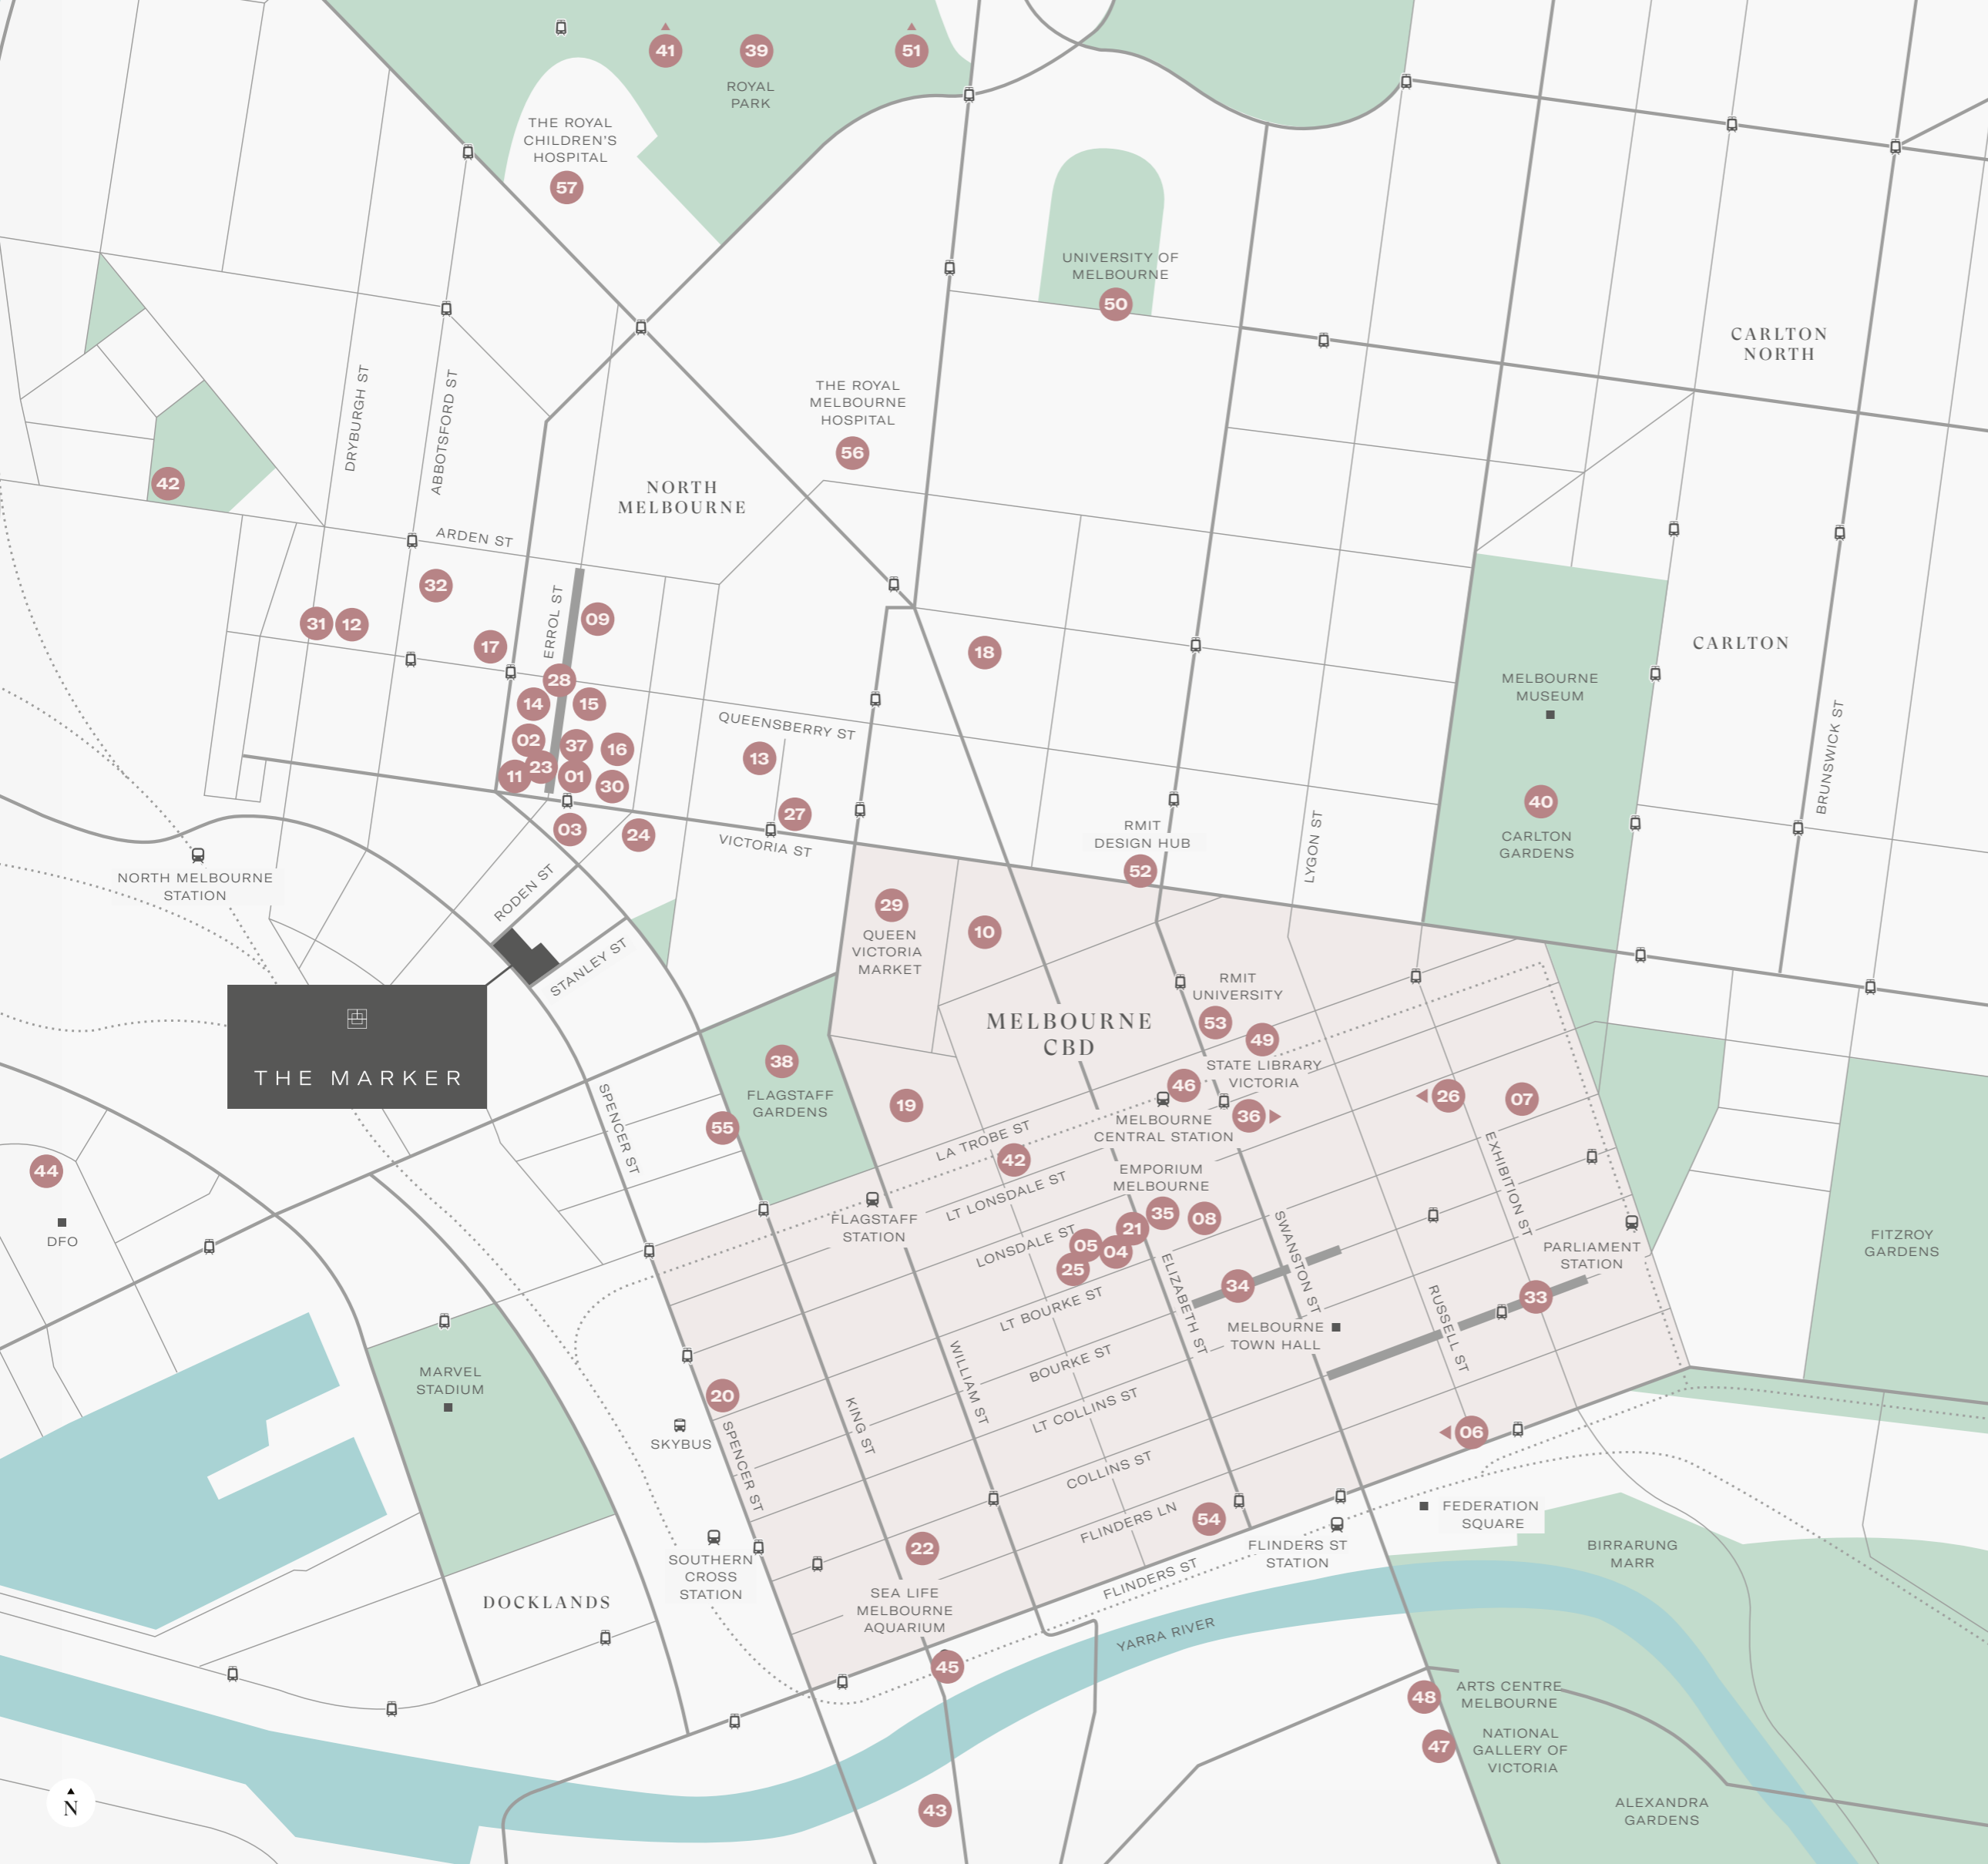 41
39
51
ROYAL
PARK
THE ROYAL
CHILDREN'S
HOSPITAL
57
UNIVERSITY OF
MELBOURNE
50
CARLTON
NORTH
DRYBURGH ST
ABBOTSFORD ST
THE ROYAL
MELBOURNE
HOSPITAL
56
42
NORTH
MELBOURNE
ARDEN ST
32
31
12
17
ERROL ST
09
28
14
15
02
37
16
11
23
01
30
03
24
18
QUEENSBERRY ST
13
27
VICTORIA ST
CARLTON
MELBOURNE
MUSEUM
40
CARLTON
GARDENS
BRUNSWICK ST
LYGON ST
RMIT
DESIGN HUB
52
NORTH MELBOURNE
STATION
RODEN ST
STANLEY ST
THE MARKER
29
QUEEN
VICTORIA
MARKET
10
MELBOURNE
CBD
RMIT
UNIVERSITY
53
49
STATE LIBRARY
VICTORIA
46
36
MELBOURNE
CENTRAL STATION
26
07
38
FLAGSTAFF
GARDENS
55
19
SPENCER ST
LA TROBE ST
42
LT LONSDALE ST
EMPORIUM
MELBOURNE
EXHIBITION ST
44
DFO
FLAGSTAFF
STATION
LONSDALE ST
35
08
21
05
04
25
SWANSTON ST
PARLIAMENT
STATION
FITZROY
GARDENS
34
33
ELIZABETH ST
LT BOURKE ST
MELBOURNE
TOWN HALL
RUSSELL ST
MARVEL
STADIUM
20
WILLIAM ST
BOURKE ST
KING ST
LT COLLINS ST
SKYBUS
SPENCER ST
06
COLLINS ST
FLINDERS LN
54
FEDERATION
SQUARE
22
SOUTHERN
CROSS
STATION
FLINDERS ST
STATION
BIRRARUNG
MARR
DOCKLANDS
SEA LIFE
MELBOURNE
AQUARIUM
FLINDERS ST
YARRA RIVER
45
48
ARTS CENTRE
MELBOURNE
47
NATIONAL
GALLERY OF
VICTORIA
N
43
ALEXANDRA
GARDENS